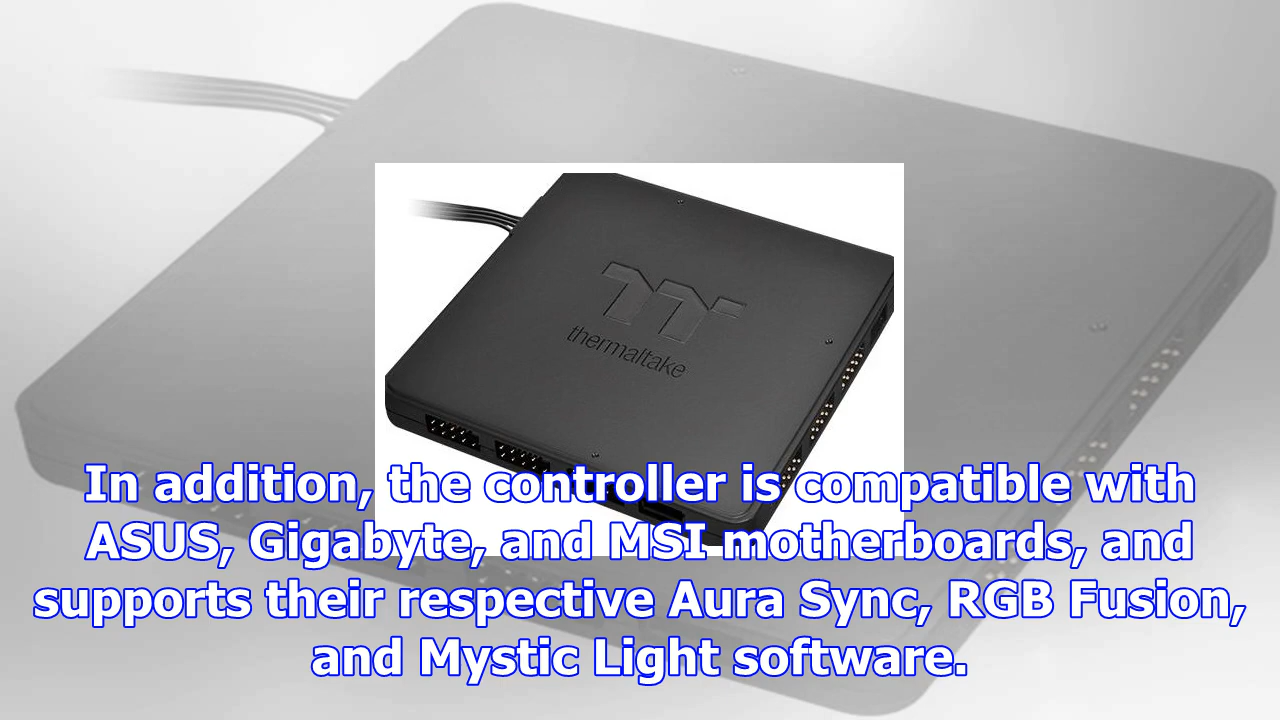 thermaltake
In addition, the controller is compatible with
ASUS, Gigabyte, and MSI motherboards, and
supports their respective Aura Sync, RGB Fusion,
and Mystic Light software.